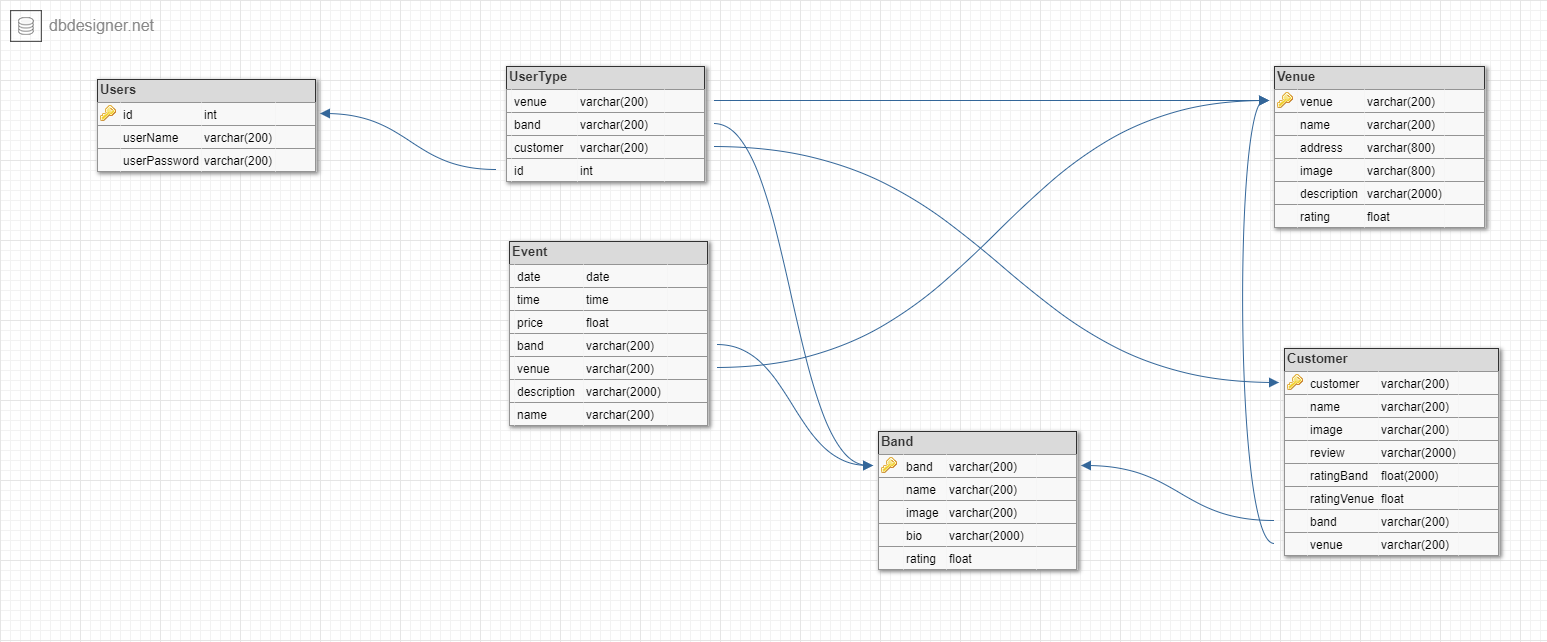 dbdesigner.net
Users
id int
userName varchar(200)
userPassword varchar(200)
UserType
venue varchar(200)
band varchar(200)
customer varchar(200)
id int
Venue
venue varchar(200)
name varchar(200)
address varchar(800)
image varchar(800)
description varchar(2000)
rating float
Event
date date
time time
price float
band varchar(200)
venue varchar(200)
description varchar(2000)
name varchar(200)
Customer
customer varchar(200)
name varchar(200)
image varchar(200)
review varchar(2000)
ratingBand float(2000)
ratingVenue float
band varchar(200)
venue varchar(200)
Band
band varchar(200)
name varchar(200)
image varchar(200)
bio varchar(2000)
rating float